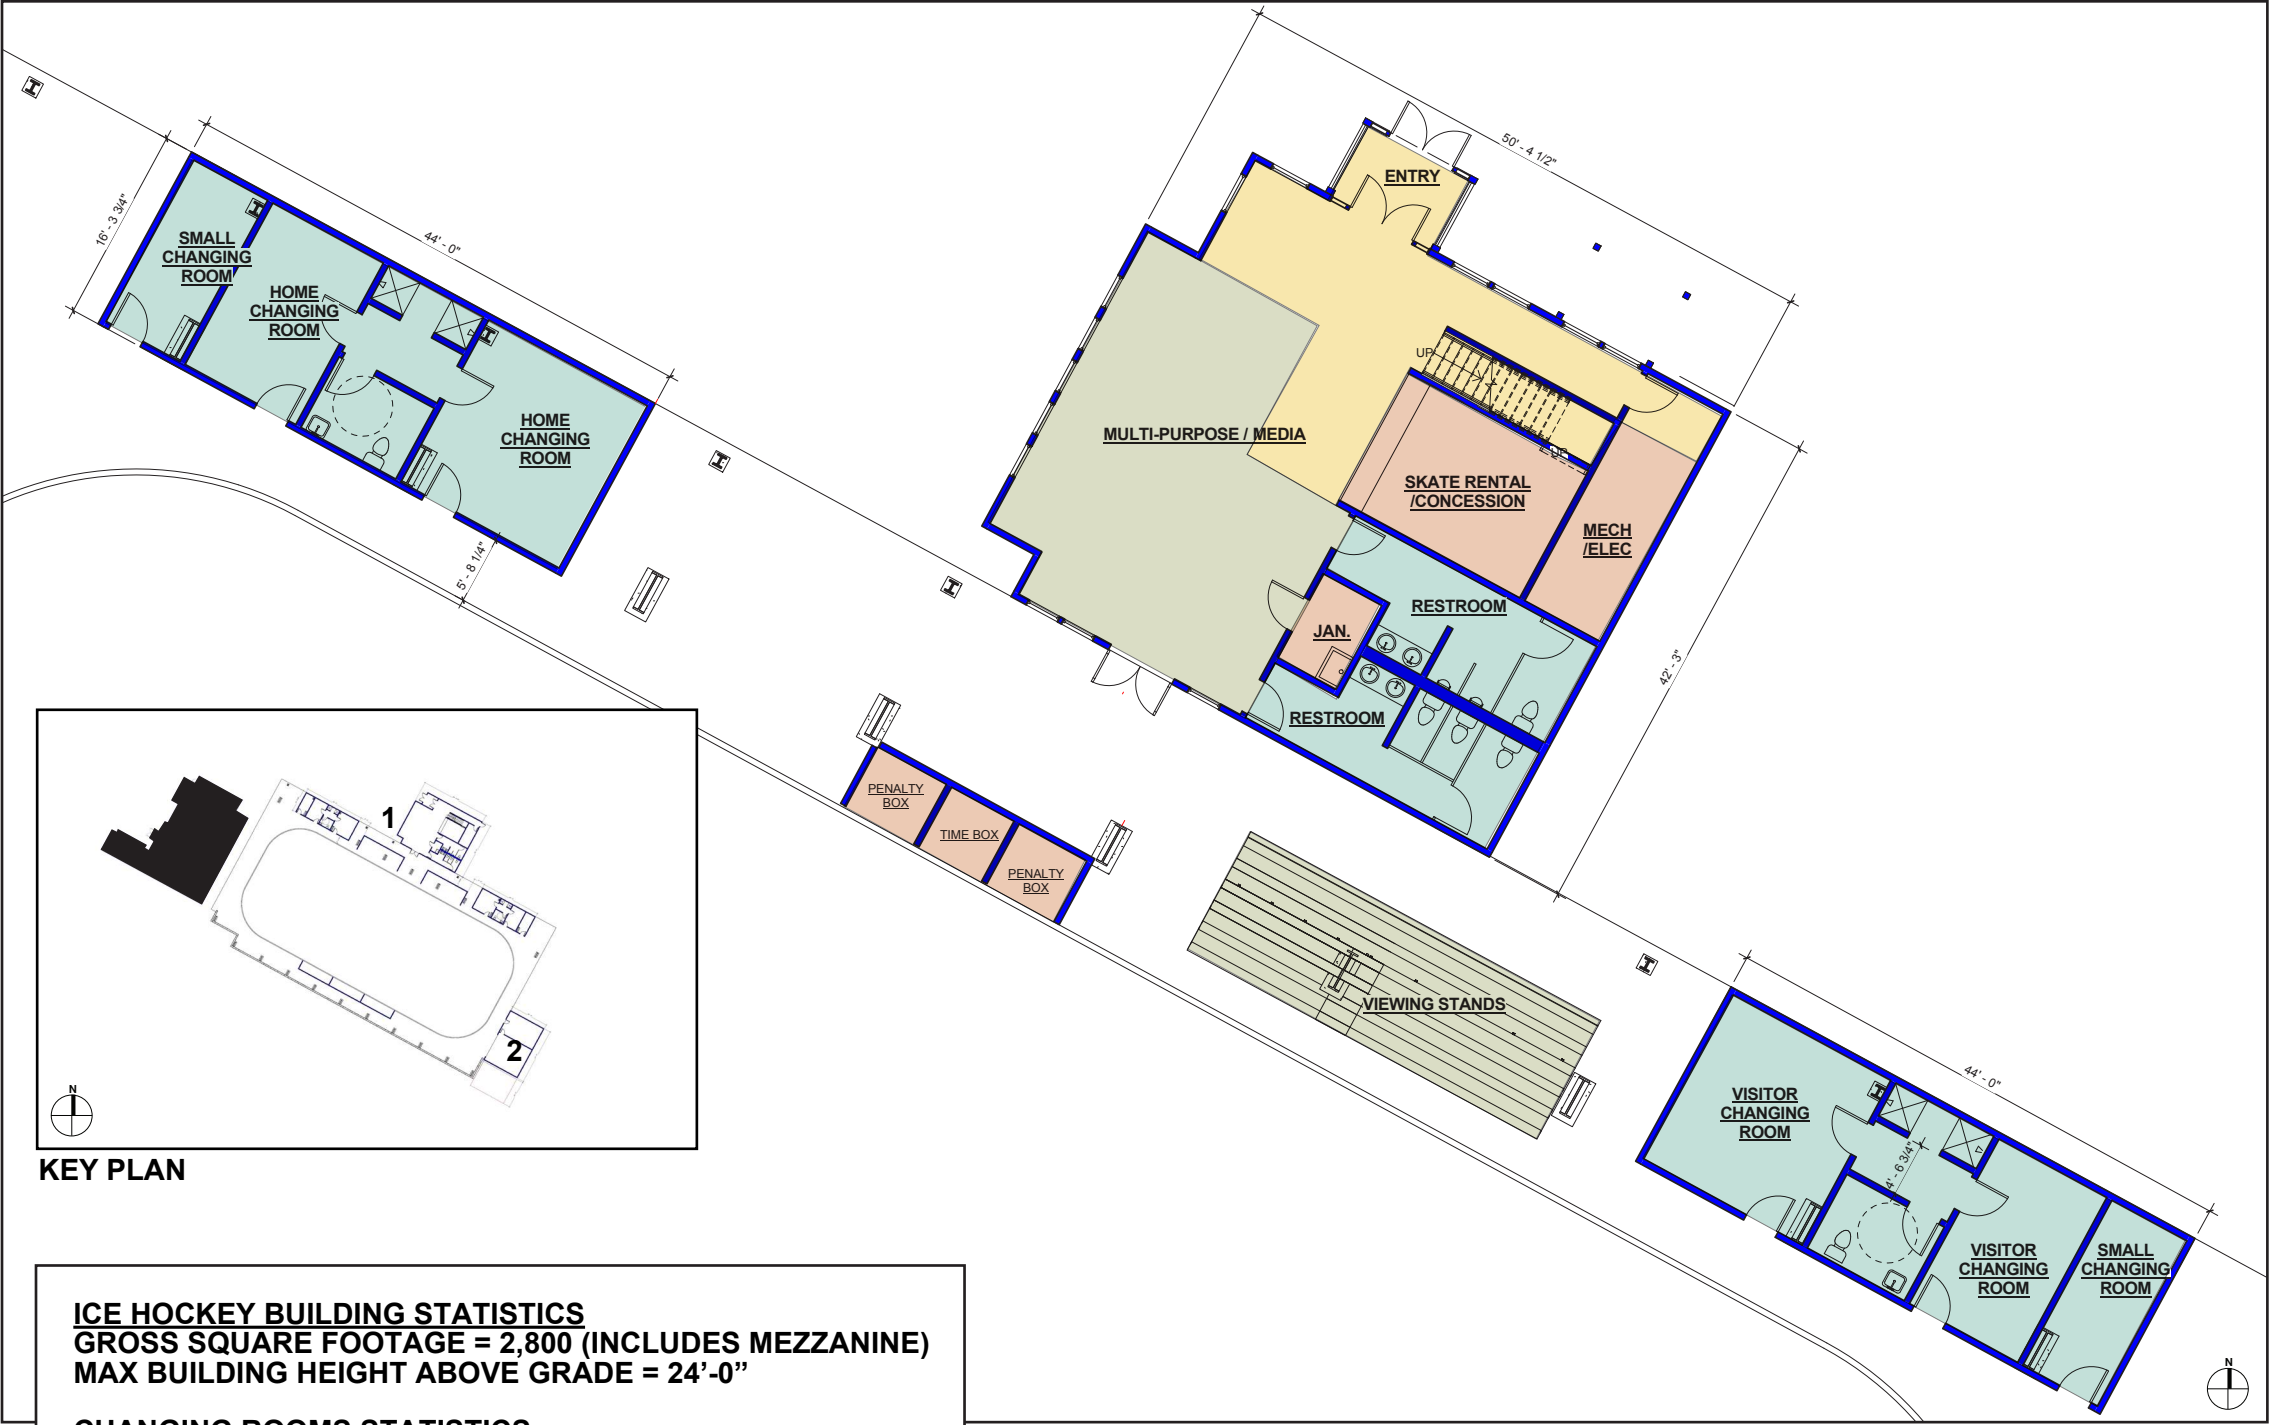 50' - 4 1/2"
ENTRY
16' - 3 3/4"
44' - 0"
SMALL
CHANGING
ROOM
HOME
CHANGING
ROOM
HOME
CHANGING
ROOM
5' - 8 1/4"
UP
MULTI-PURPOSE / MEDIA
SKATE RENTAL
/CONCESSION
MECH
/ELEC
RESTROOM
JAN.
RESTROOM
42' - 3"
PENALTY
BOX
TIME BOX
PENALTY
BOX
VIEWING STANDS
44' - 0"
VISITOR
CHANGING
ROOM
4' - 6 3/4"
VISITOR
CHANGING
ROOM
SMALL
CHANGING
ROOM
N
1
2
N
KEY PLAN
ICE HOCKEY BUILDING STATISTICS
GROSS SQUARE FOOTAGE = 2,800 (INCLUDES MEZZANINE)
MAX BUILDING HEIGHT ABOVE GRADE = 24'-0”
CHANGING ROOMS STATISTICS